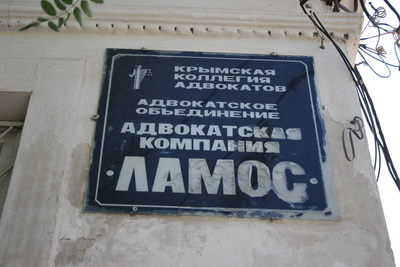 КРЫМСКАЯ
КОЛЛЕГИЯ
АДВОКАТОВ
АДВОКАТСКОЕ
ОБЪЕДИНЕНИЕ
АДВОКАТСКАЯ
КОМПАНИЯ
·ЛАМОС·